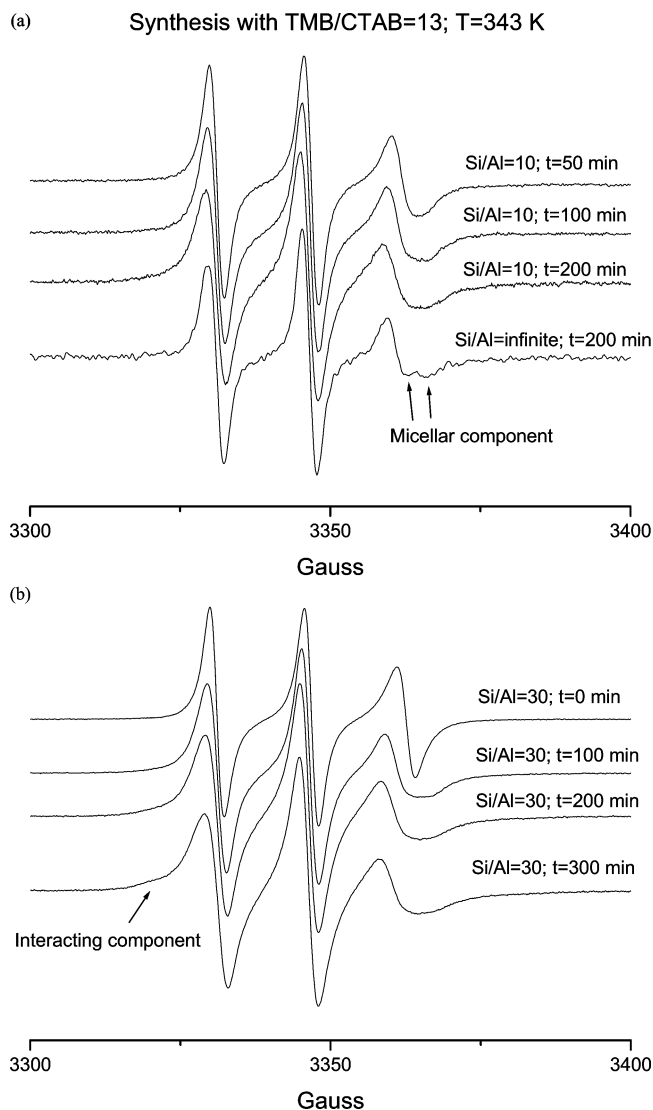 (a)
Synthesis with TMB/CTAB=13; T=343 K
Si/Al=10; t=50 min
Si/Al=10; t=100 min
Si/Al=10; t=200 min
Si/Al=infinite; t=200 min
Micellar component
3300
3350
3400
Gauss
(b)
Si/Al=30; t=0 min
Si/Al=30; t=100 min
Si/Al=30; t=200 min
Si/Al=30; t=300 min
Interacting component
3300
3350
3400
Gauss